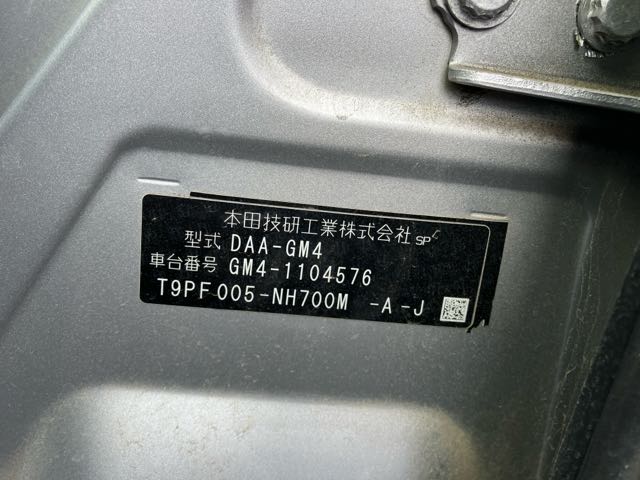 本田技研工業株式会社 SP
型式 DAA-GM4
車台番号 GM4-1104576
T9PF005-NH700M -A-J